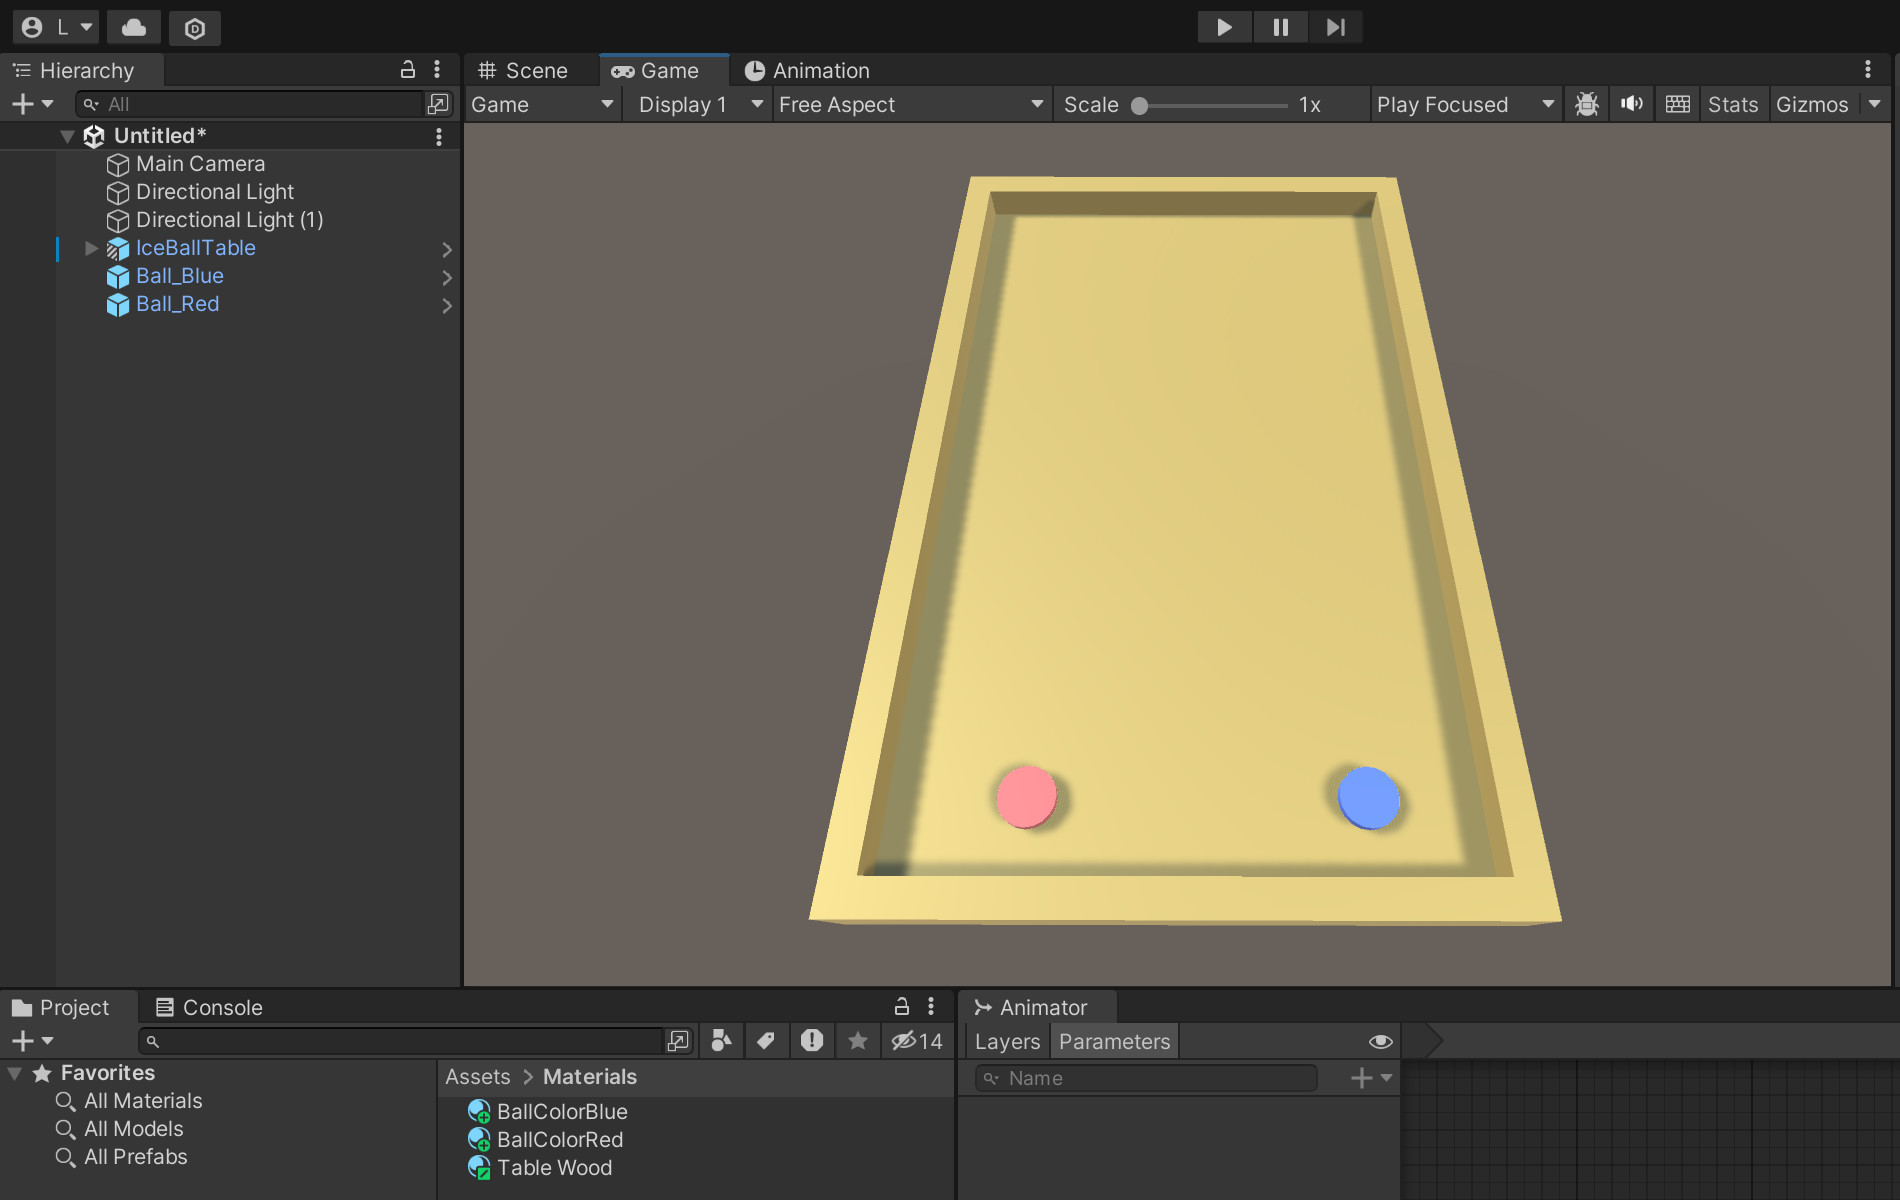 L
Hierarchy
All
Untitled*
Main Camera
Directional Light
Directional Light (1)
IceBallTable
Ball_Blue
Ball_Red
Scene
Game
Animation
Game
Display 1
Free Aspect
Scale
1x
Play Focused
Stats
Gizmos
Project
Console
14
Favorites
All Materials
All Models
All Prefabs
Assets > Materials
BallColorBlue
BallColorRed
Table Wood
Animator
Layers
Parameters
Name